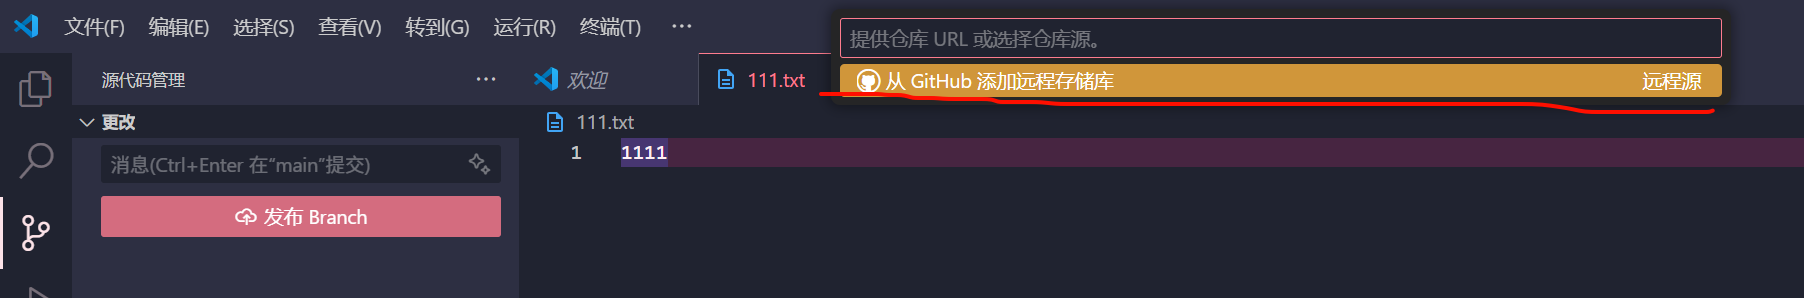 文件(F) 编辑(E) 选择(S) 查看(V) 转到(G) 运行(R) 终端(T) ···
提供仓库 URL 或选择仓库源。
从 GitHub 添加远程存储库 远程源
源代码管理 ···
欢迎
111.txt
更改
消息(Ctrl+Enter 在“main”提交)
发布 Branch
111.txt
1 1111